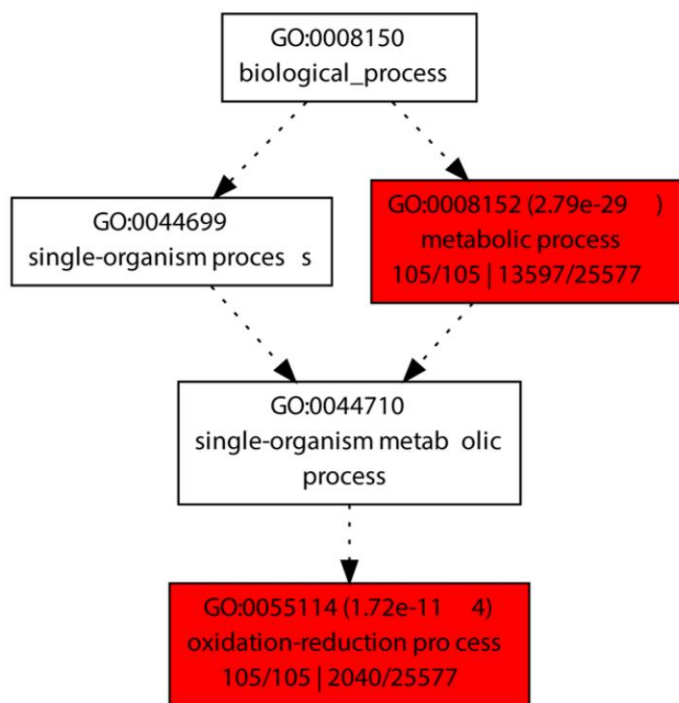 GO:0008150
biological_process
GO:0044699
single-organism proces s
GO:0008152 (2.79e-29 )
metabolic process
105/105 | 13597/25577
GO:0044710
single-organism metab olic
process
GO:0055114 (1.72e-11 4)
oxidation-reduction pro cess
105/105 | 2040/25577